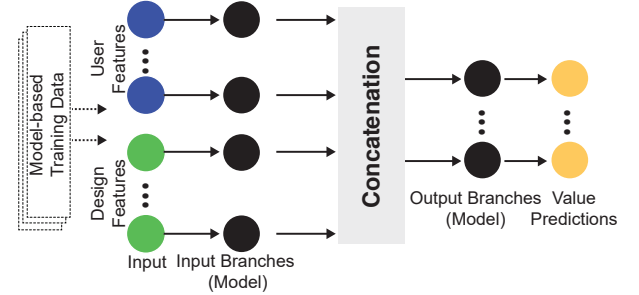 Model-based
Training Data
User
Features
Design
Features
Concatenation
Input
Input Branches
(Model)
Output Branches
(Model)
Value
Predictions